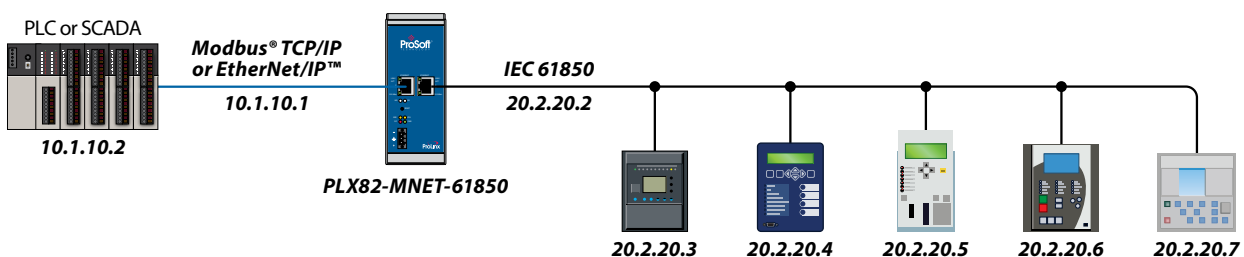 PLC or SCADA
Modbus® TCP/IP
or EtherNet/IP™
10.1.10.1
10.1.10.2
ProSoft
ProLinx
PLX82-MNET-61850
IEC 61850
20.2.20.2
20.2.20.3
20.2.20.4
20.2.20.5
20.2.20.6
20.2.20.7